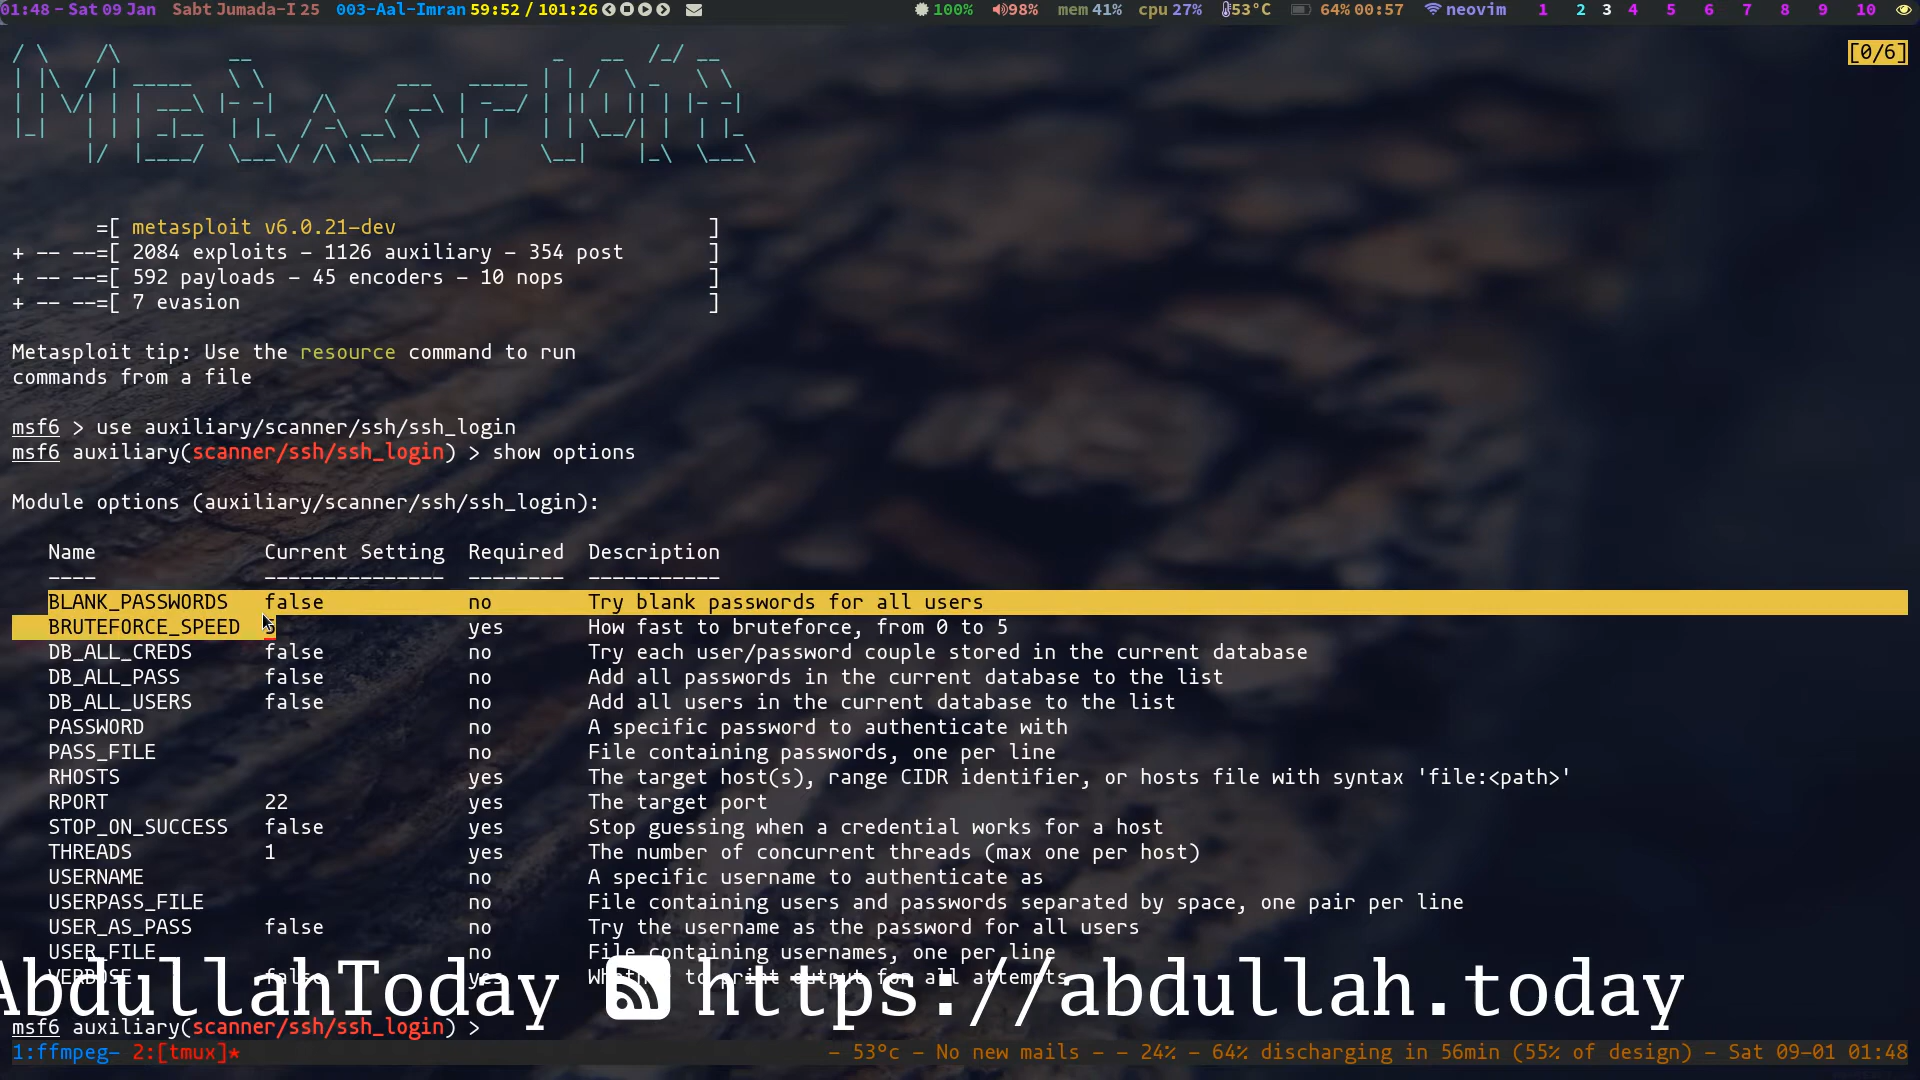 01:48 - Sat 09 Jan Sabt Jumada-I 25 003-Aal-Imran 59:52 / 101:26 100% 98% mem 41% cpu 27% 53°C 64% 00:57 neovim 1 2 3 4 5 6 7 8 9 10
[0/6]
=[ metasploit v6.0.21-dev ]
+ -- --=[ 2084 exploits - 1126 auxiliary - 354 post ]
+ -- --=[ 592 payloads - 45 encoders - 10 nops ]
+ -- --=[ 7 evasion ]
Metasploit tip: Use the resource command to run
commands from a file
msf6 > use auxiliary/scanner/ssh/ssh_login
msf6 auxiliary(scanner/ssh/ssh_login) > show options
Module options (auxiliary/scanner/ssh/ssh_login):
Name Current Setting Required Description
---- --------------- -------- -----------
BLANK_PASSWORDS false no Try blank passwords for all users
BRUTEFORCE_SPEED 5 yes How fast to bruteforce, from 0 to 5
DB_ALL_CREDS false no Try each user/password couple stored in the current database
DB_ALL_PASS false no Add all passwords in the current database to the list
DB_ALL_USERS false no Add all users in the current database to the list
PASSWORD no A specific password to authenticate with
PASS_FILE no File containing passwords, one per line
RHOSTS yes The target host(s), range CIDR identifier, or hosts file with syntax 'file:<path>'
RPORT 22 yes The target port
STOP_ON_SUCCESS false yes Stop guessing when a credential works for a host
THREADS 1 yes The number of concurrent threads (max one per host)
USERNAME no A specific username to authenticate as
USERPASS_FILE no File containing users and passwords separated by space, one pair per line
USER_AS_PASS false no Try the username as the password for all users
USER_FILE no File containing usernames, one per line
VERBOSE false yes Whether to print output for all attempts
AbdullahToday https://abdullah.today
msf6 auxiliary(scanner/ssh/ssh_login) >
1:ffmpeg- 2:[tmux]* - 53°c - No new mails - - 24% - 64% discharging in 56min (55% of design) - Sat 09-01 01:48